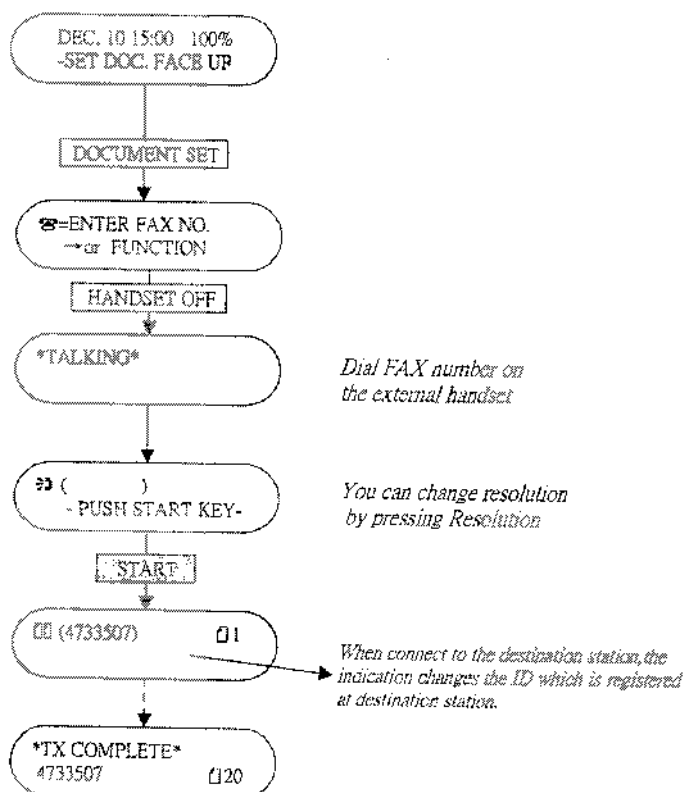 DEC. 10 15:00 100%
-SET DOC. FACE UP
DOCUMENT SET
☎=ENTER FAX NO.
→or FUNCTION
HANDSET OFF
*TALKING*
Dial FAX number on
the external handset
( )
- PUSH START KEY-
You can change resolution
by pressing Resolution
START
(4733507) 1
When connect to the destination station,the
indication changes the ID which is registered
at destination station.
*TX COMPLETE*
4733507 20